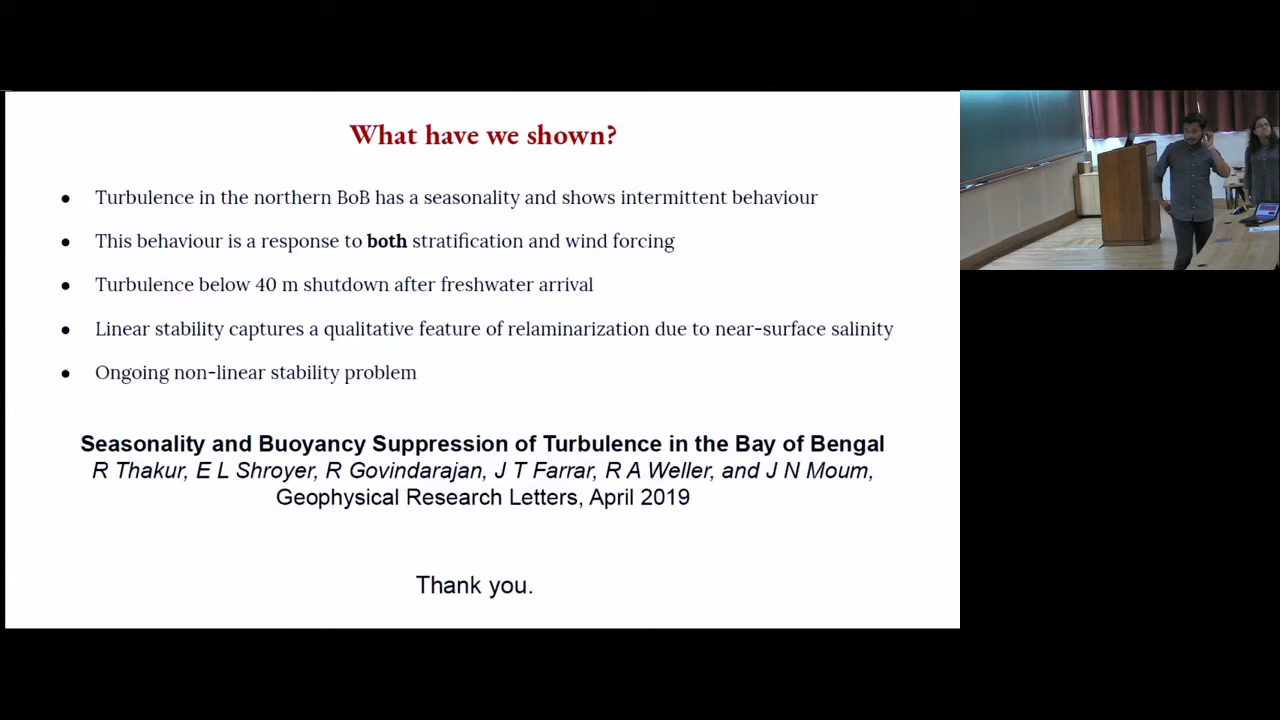 What have we shown?
● Turbulence in the northern BoB has a seasonality and shows intermittent behaviour
● This behaviour is a response to both stratification and wind forcing
● Turbulence below 40 m shutdown after freshwater arrival
● Linear stability captures a qualitative feature of relaminarization due to near-surface salinity
● Ongoing non-linear stability problem
Seasonality and Buoyancy Suppression of Turbulence in the Bay of Bengal
R Thakur, E L Shroyer, R Govindarajan, J T Farrar, R A Weller, and J N Moum,
Geophysical Research Letters, April 2019
Thank you.